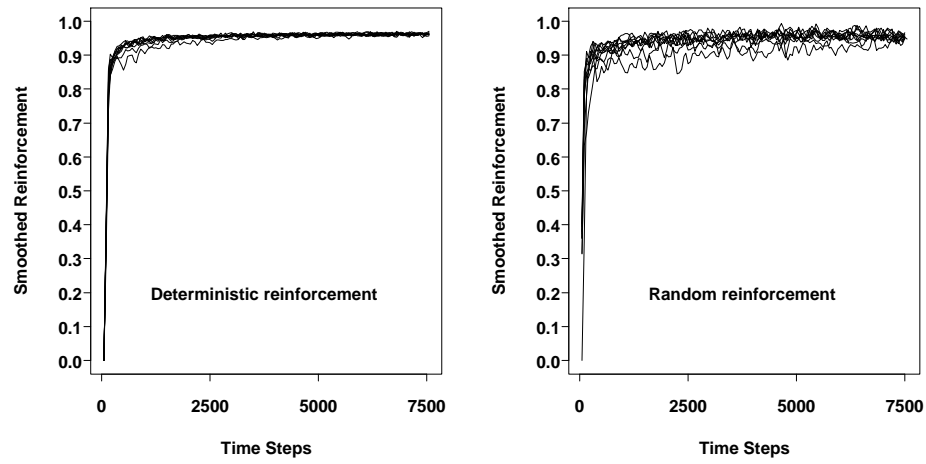 1.0
0.9
0.8
0.7
0.6
0.5
0.4
0.3
0.2
0.1
0.0
Smoothed Reinforcement
Deterministic reinforcement
0 2500 5000 7500
Time Steps
1.0
0.9
0.8
0.7
0.6
0.5
0.4
0.3
0.2
0.1
0.0
Smoothed Reinforcement
Random reinforcement
0 2500 5000 7500
Time Steps